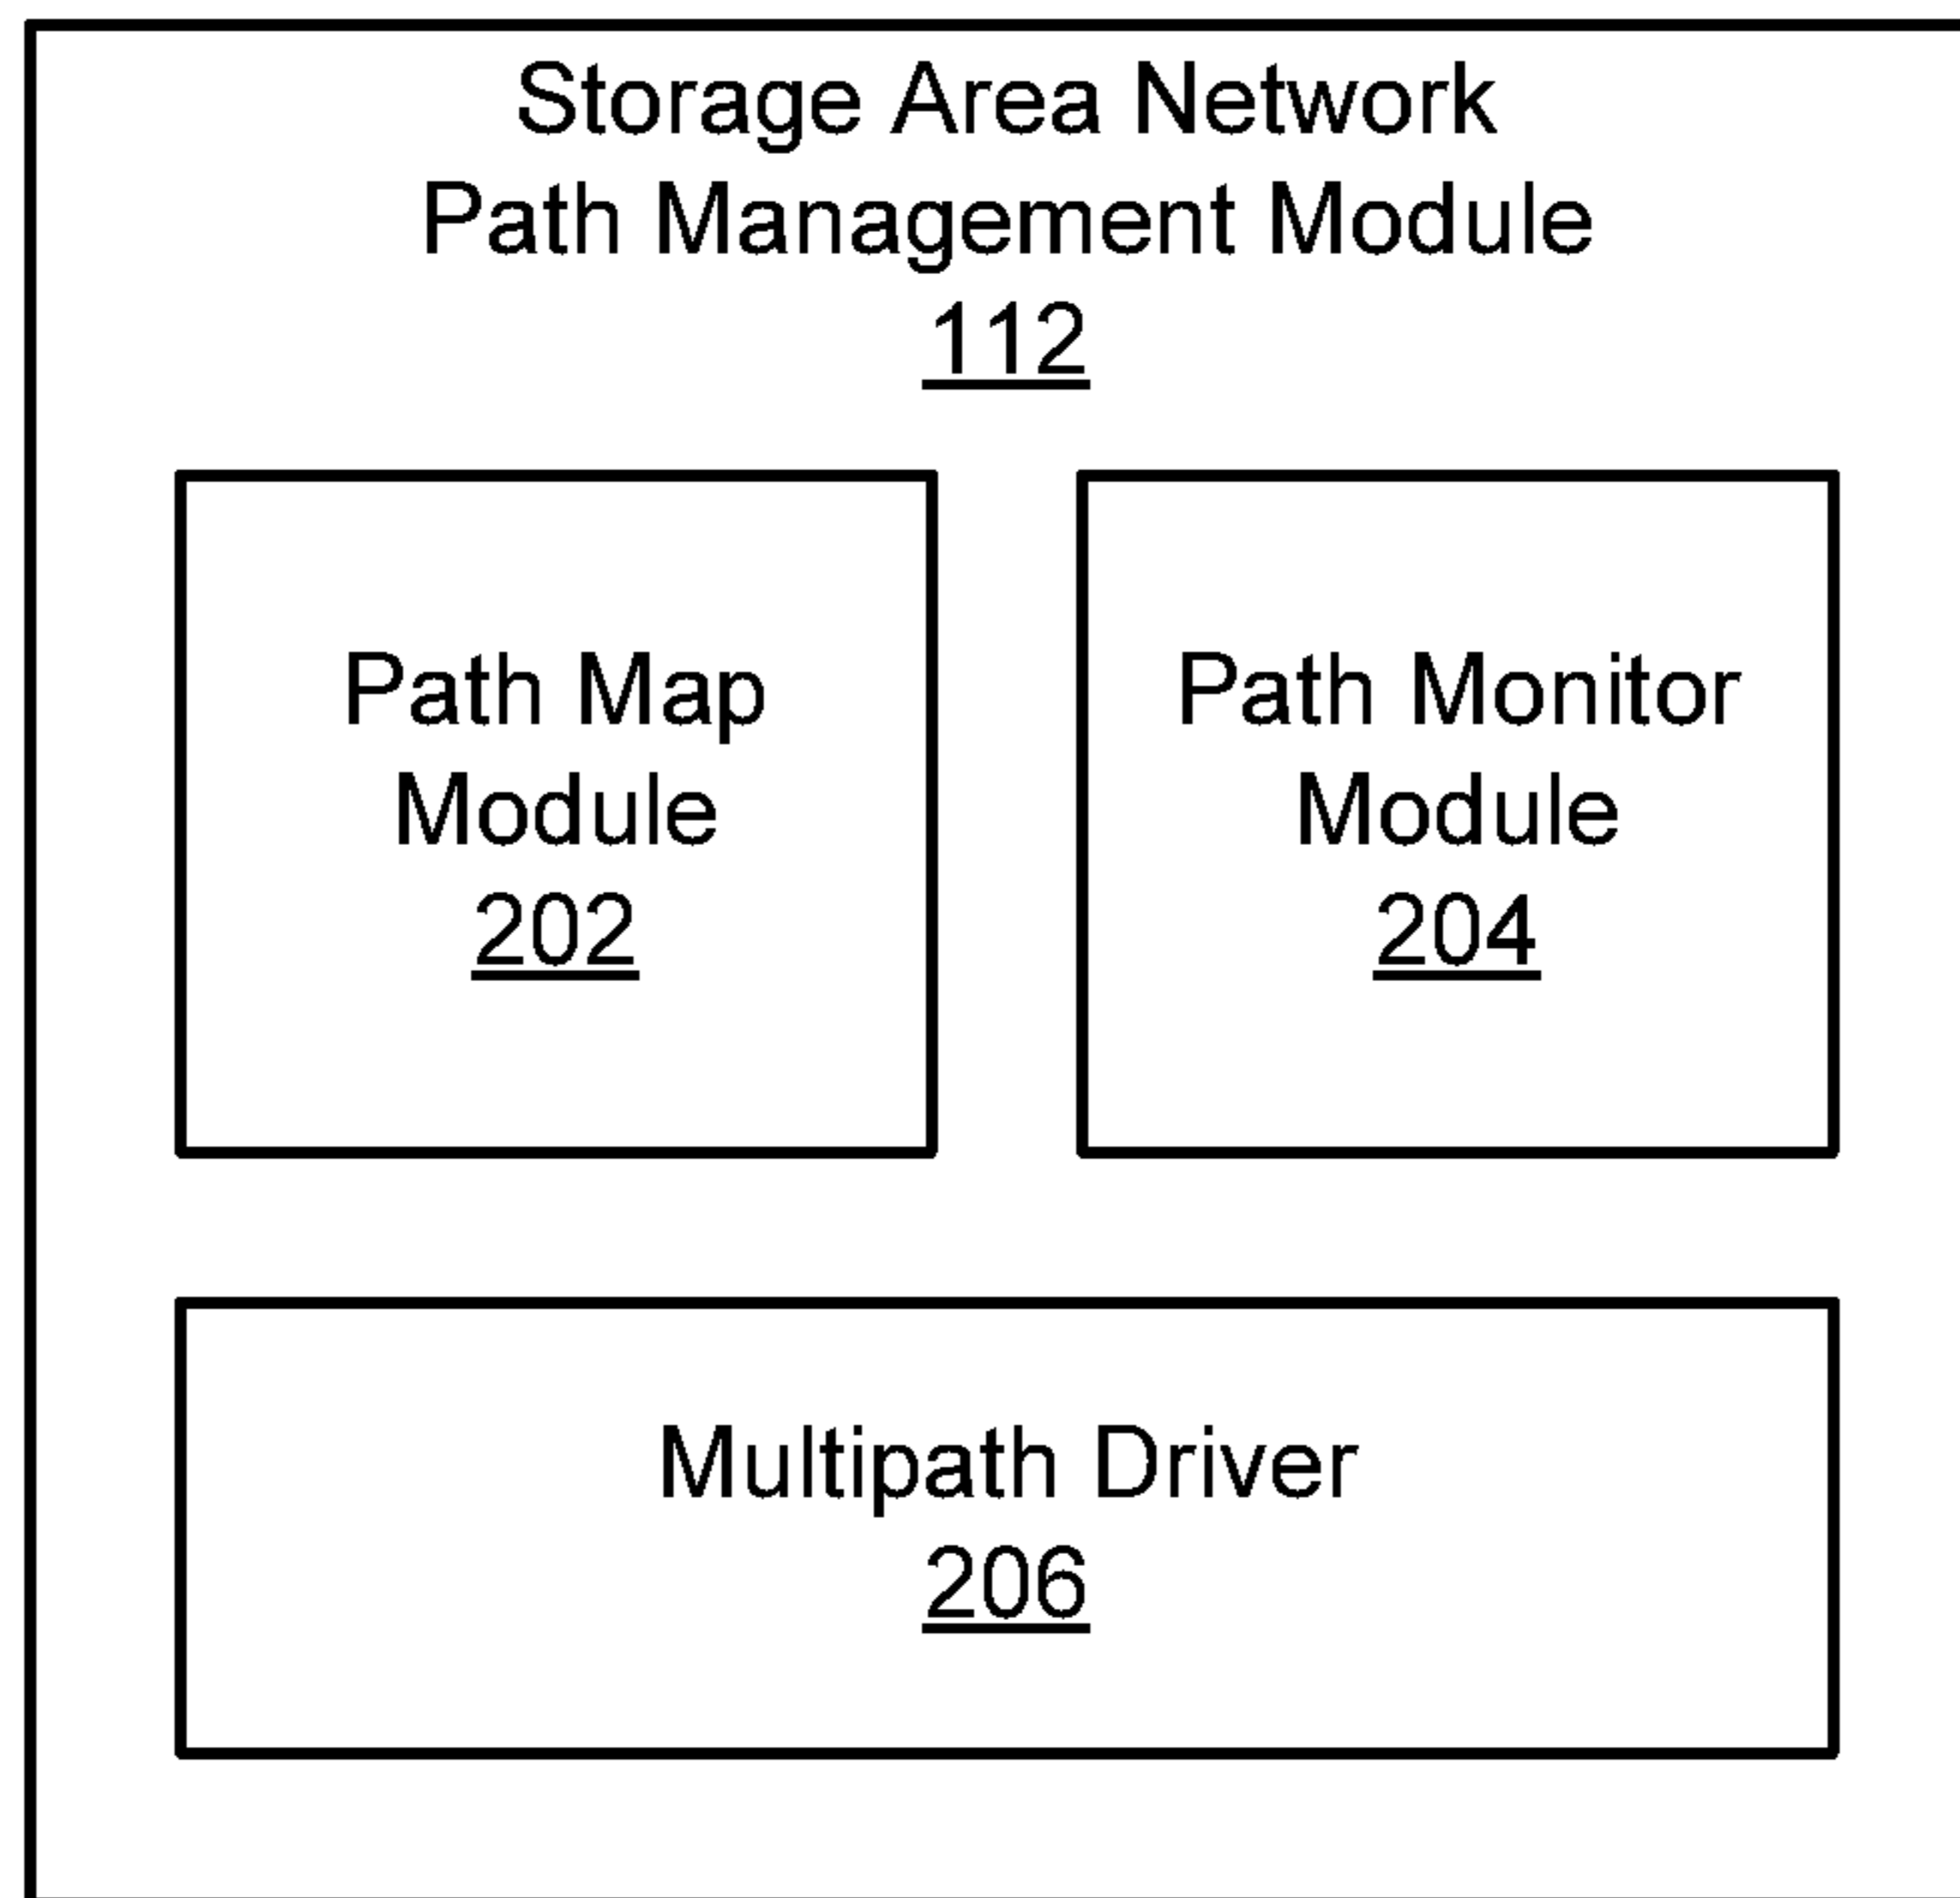 Storage Area Network
Path Management Module
112
Path Map
Module
202
Path Monitor
Module
204
Multipath Driver
206